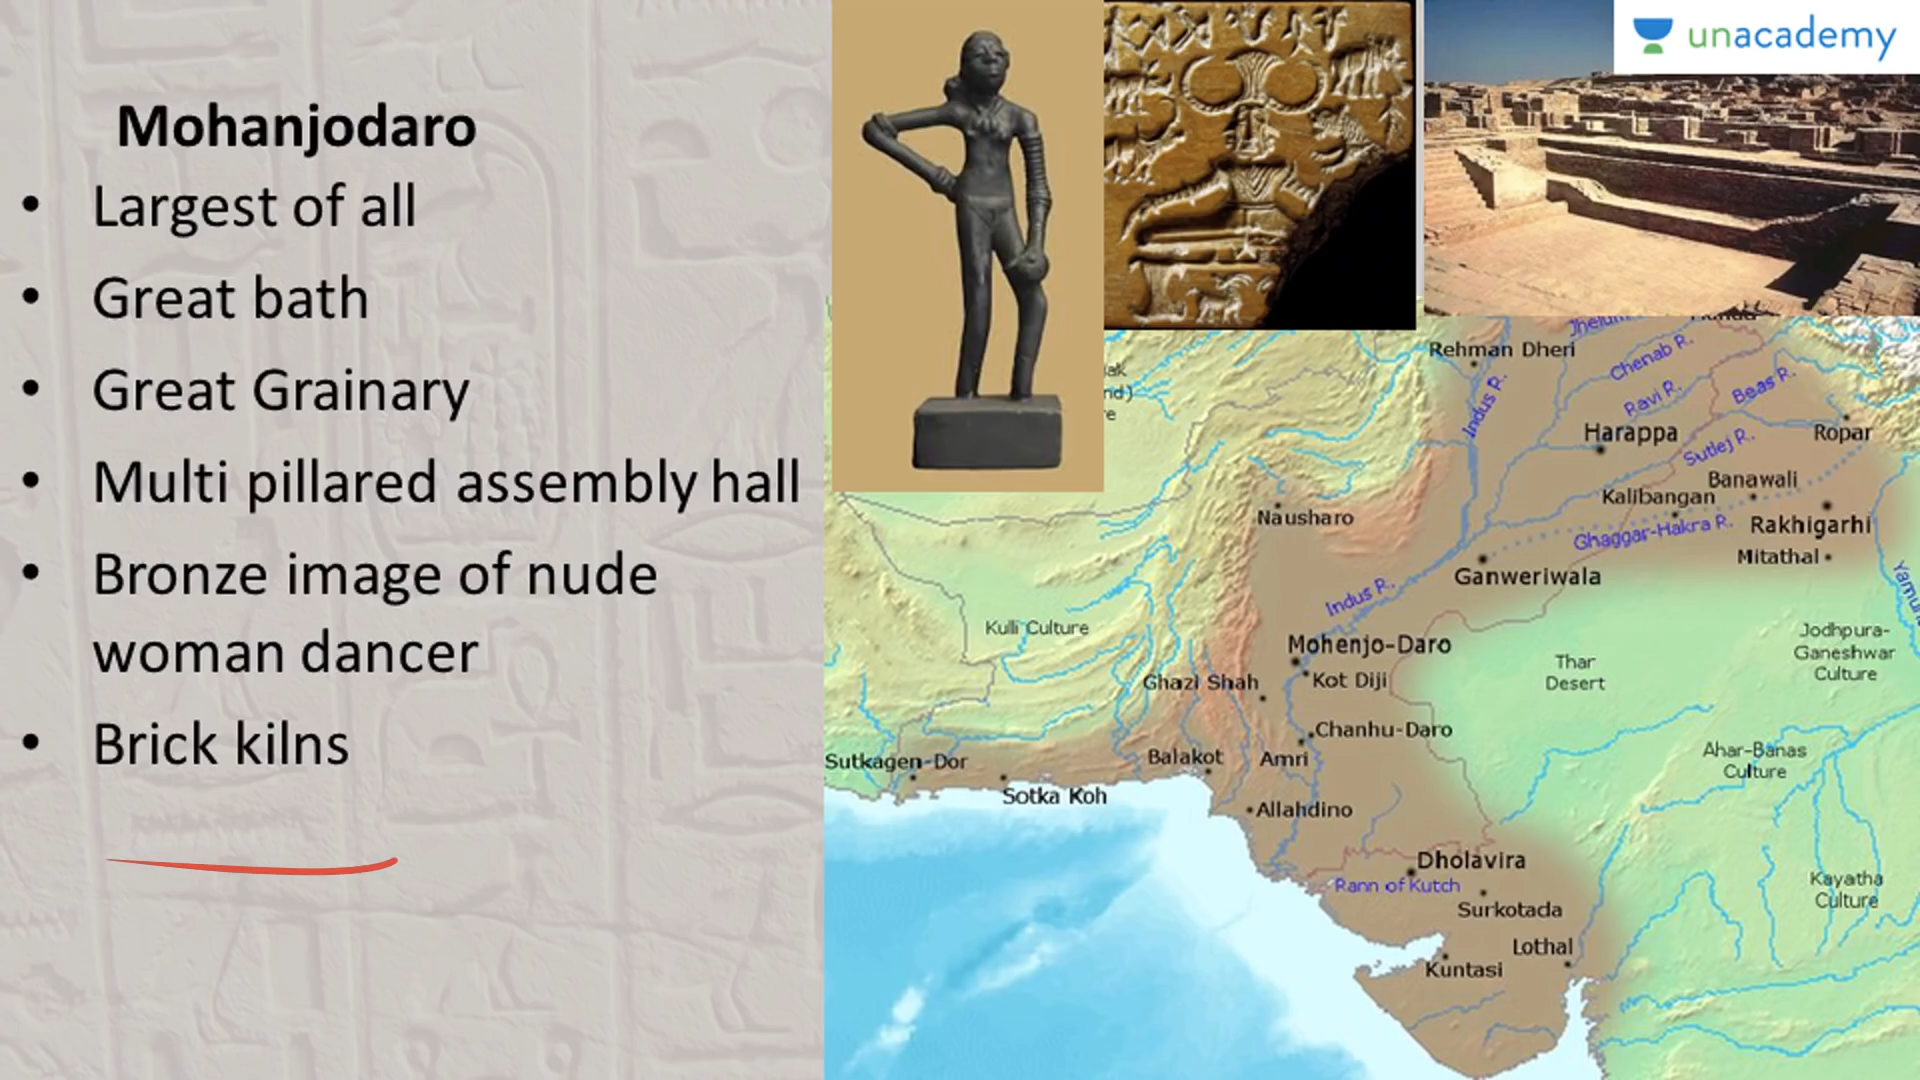 Mohanjodaro
• Largest of all
• Great bath
• Great Grainary
• Multi pillared assembly hall
• Bronze image of nude
woman dancer
• Brick kilns
unacademy
Rehman Dheri
Chenab R.
Ravi R.
Beas R.
Indus R.
Harappa
Ropar
Sutlej R.
Banawali
Kalibangan
Nausharo
Rakhigarhi
Ghaggar-Hakra R.
Mitathal
Ganweriwala
Indus R.
Kulli Culture
Mohenjo-Daro
Jodhpura-
Ganeshwar
Culture
Thar
Desert
Ghazi Shah
Kot Diji
Chanhu-Daro
Sutkagen-Dor
Balakot
Amri
Ahar-Banas
Culture
Sotka Koh
Allahdino
Dholavira
Rann of Kutch
Kayatha
Culture
Surkotada
Lothal
Kuntasi